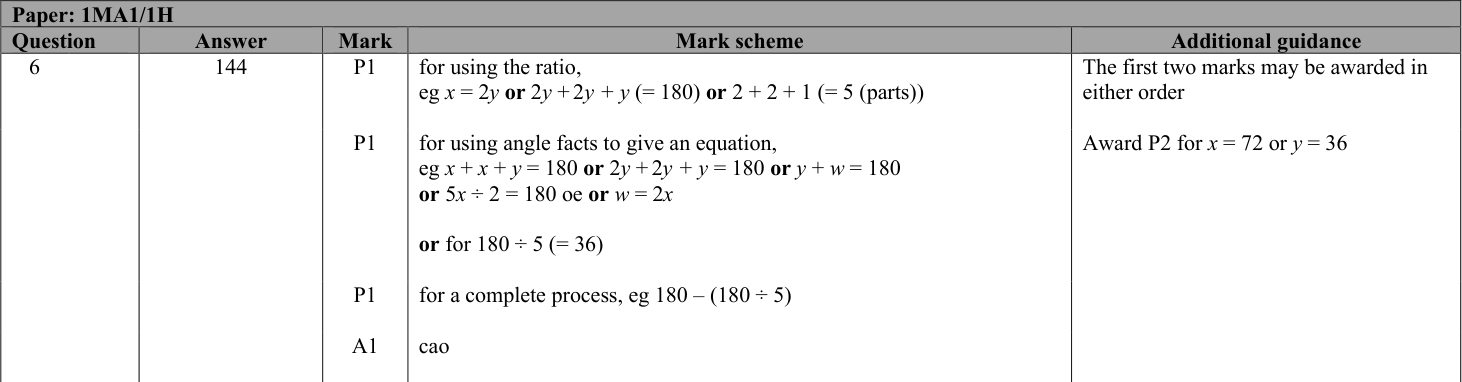 Paper: 1MA1/1H
Question Answer Mark Mark scheme Additional guidance
6 144 P1 for using the ratio, The first two marks may be awarded in
eg x = 2y or 2y + 2y + y (= 180) or 2 + 2 + 1 (= 5 (parts)) either order
P1 for using angle facts to give an equation, Award P2 for x = 72 or y = 36
eg x + x + y = 180 or 2y + 2y + y = 180 or y + w = 180
or 5x ÷ 2 = 180 oe or w = 2x
or for 180 ÷ 5 (= 36)
P1 for a complete process, eg 180 – (180 ÷ 5)
A1 cao